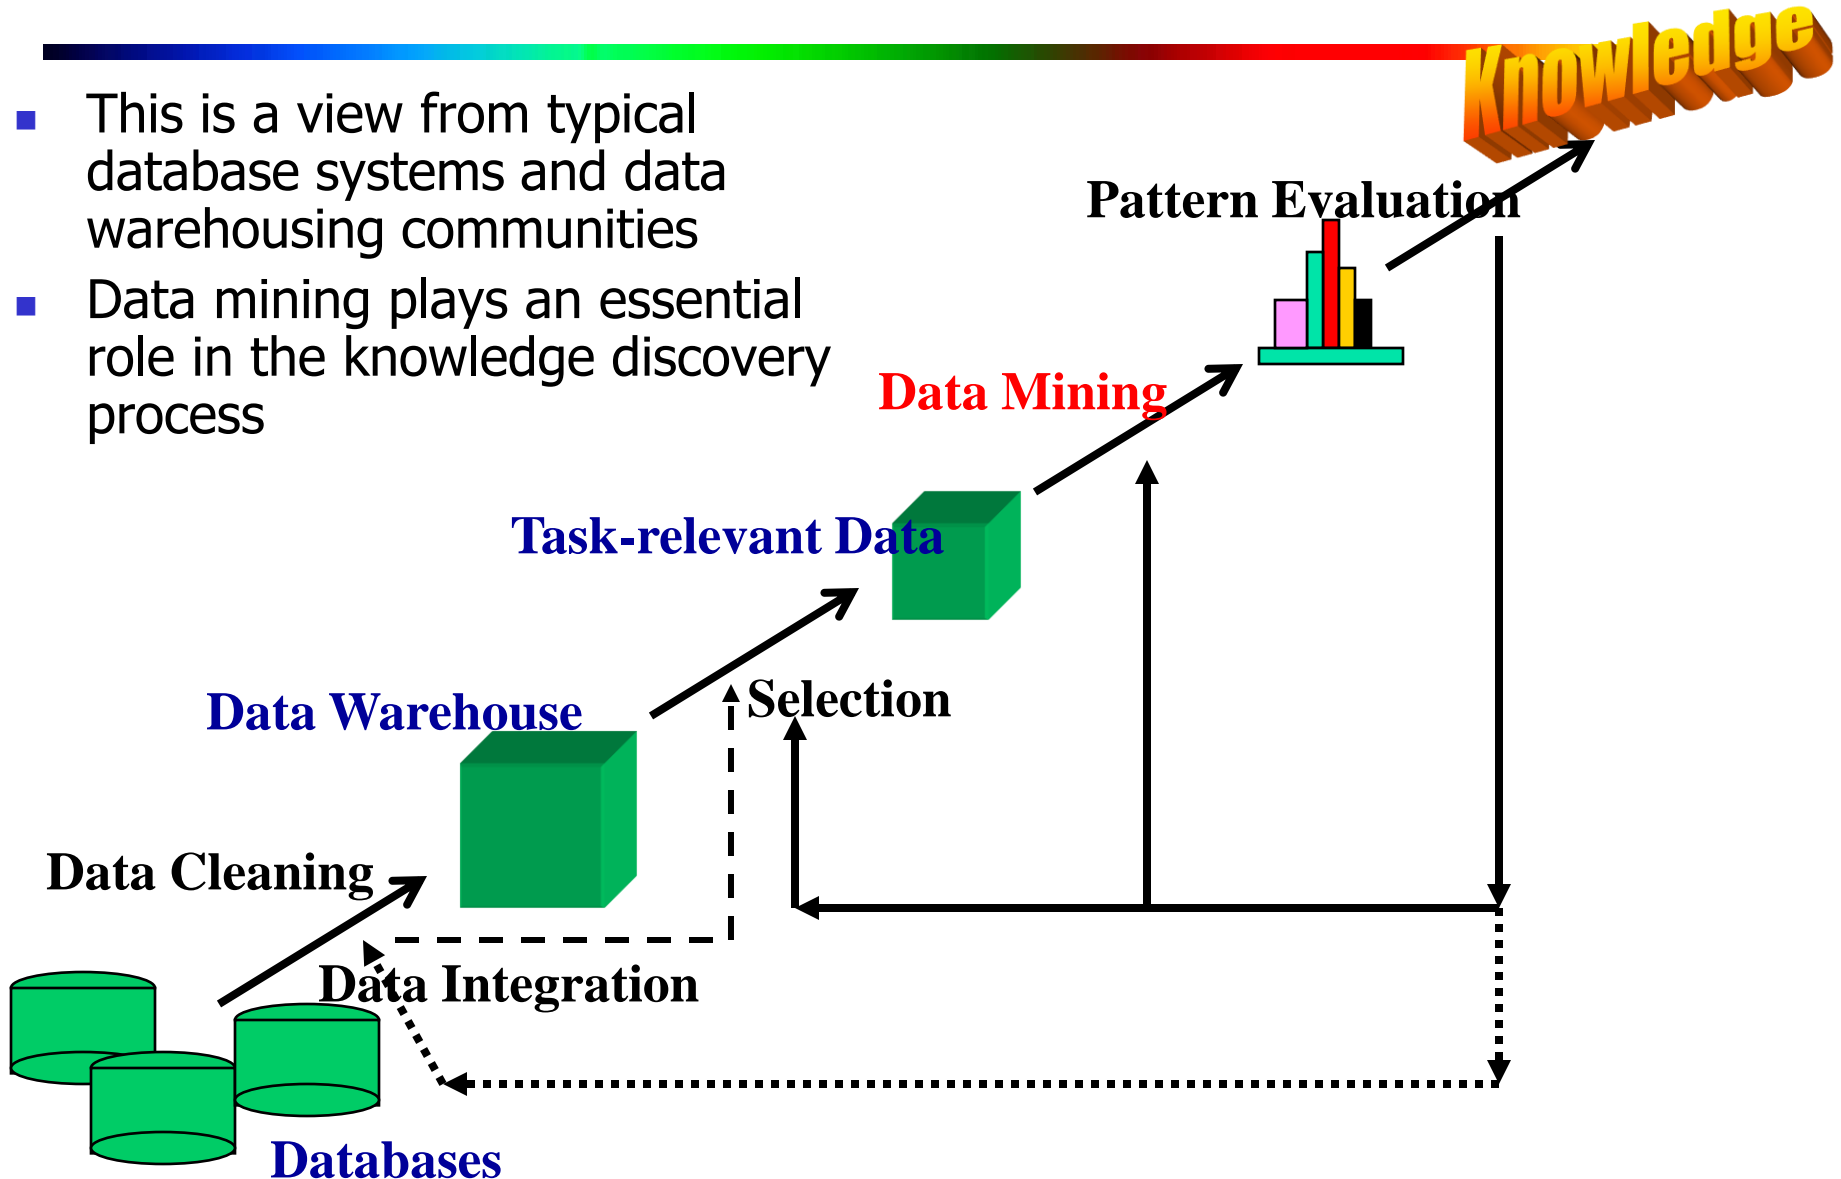 Knowledge
This is a view from typical
database systems and data
warehousing communities
Data mining plays an essential
role in the knowledge discovery
process
Pattern Evaluation
Data Mining
Task-relevant Data
Selection
Data Warehouse
Data Cleaning
Data Integration
Databases